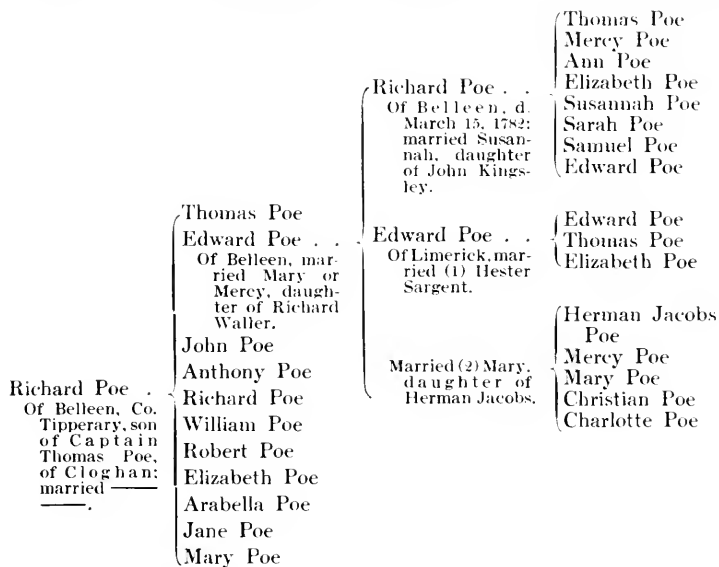 Richard Poe .
Of Belleen, Co.
Tipperary, son
of Captain
Thomas Poe,
of Cloghan;
married ——
——.
Thomas Poe
Edward Poe . .
Of Belleen, mar-
ried Mary or
Mercy, daugh-
ter of Richard
Waller.
John Poe
Anthony Poe
Richard Poe
William Poe
Robert Poe
Elizabeth Poe
Arabella Poe
Jane Poe
Mary Poe
Richard Poe . .
Of Belleen, d.
March 15, 1782;
married Susan-
nah, daughter
of John Kings-
ley.
Edward Poe . .
Of Limerick, mar-
ried (1) Hester
Sargent.
Married (2) Mary,
daughter of
Herman Jacobs.
Thomas Poe
Mercy Poe
Ann Poe
Elizabeth Poe
Susannah Poe
Sarah Poe
Samuel Poe
Edward Poe
Edward Poe
Thomas Poe
Elizabeth Poe
Herman Jacobs
Poe
Mercy Poe
Mary Poe
Christian Poe
Charlotte Poe